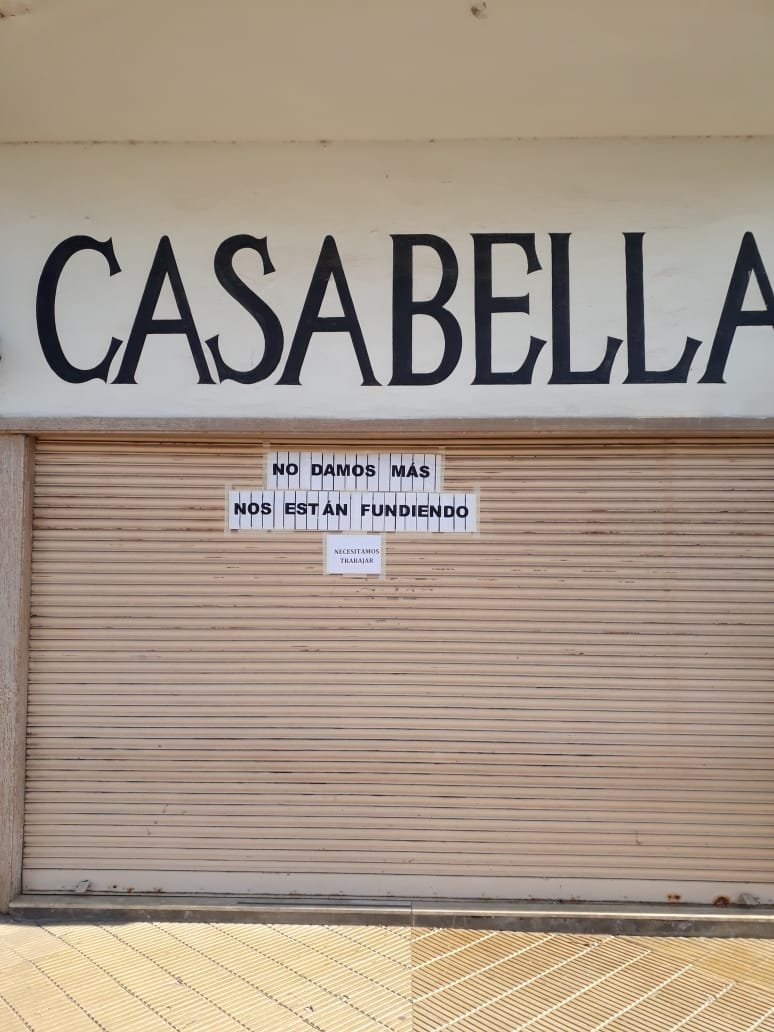 CASABELLA
NO DAMOS MÁS
NOS ESTÁN FUNDIENDO
NECESITAMOS
TRABAJAR